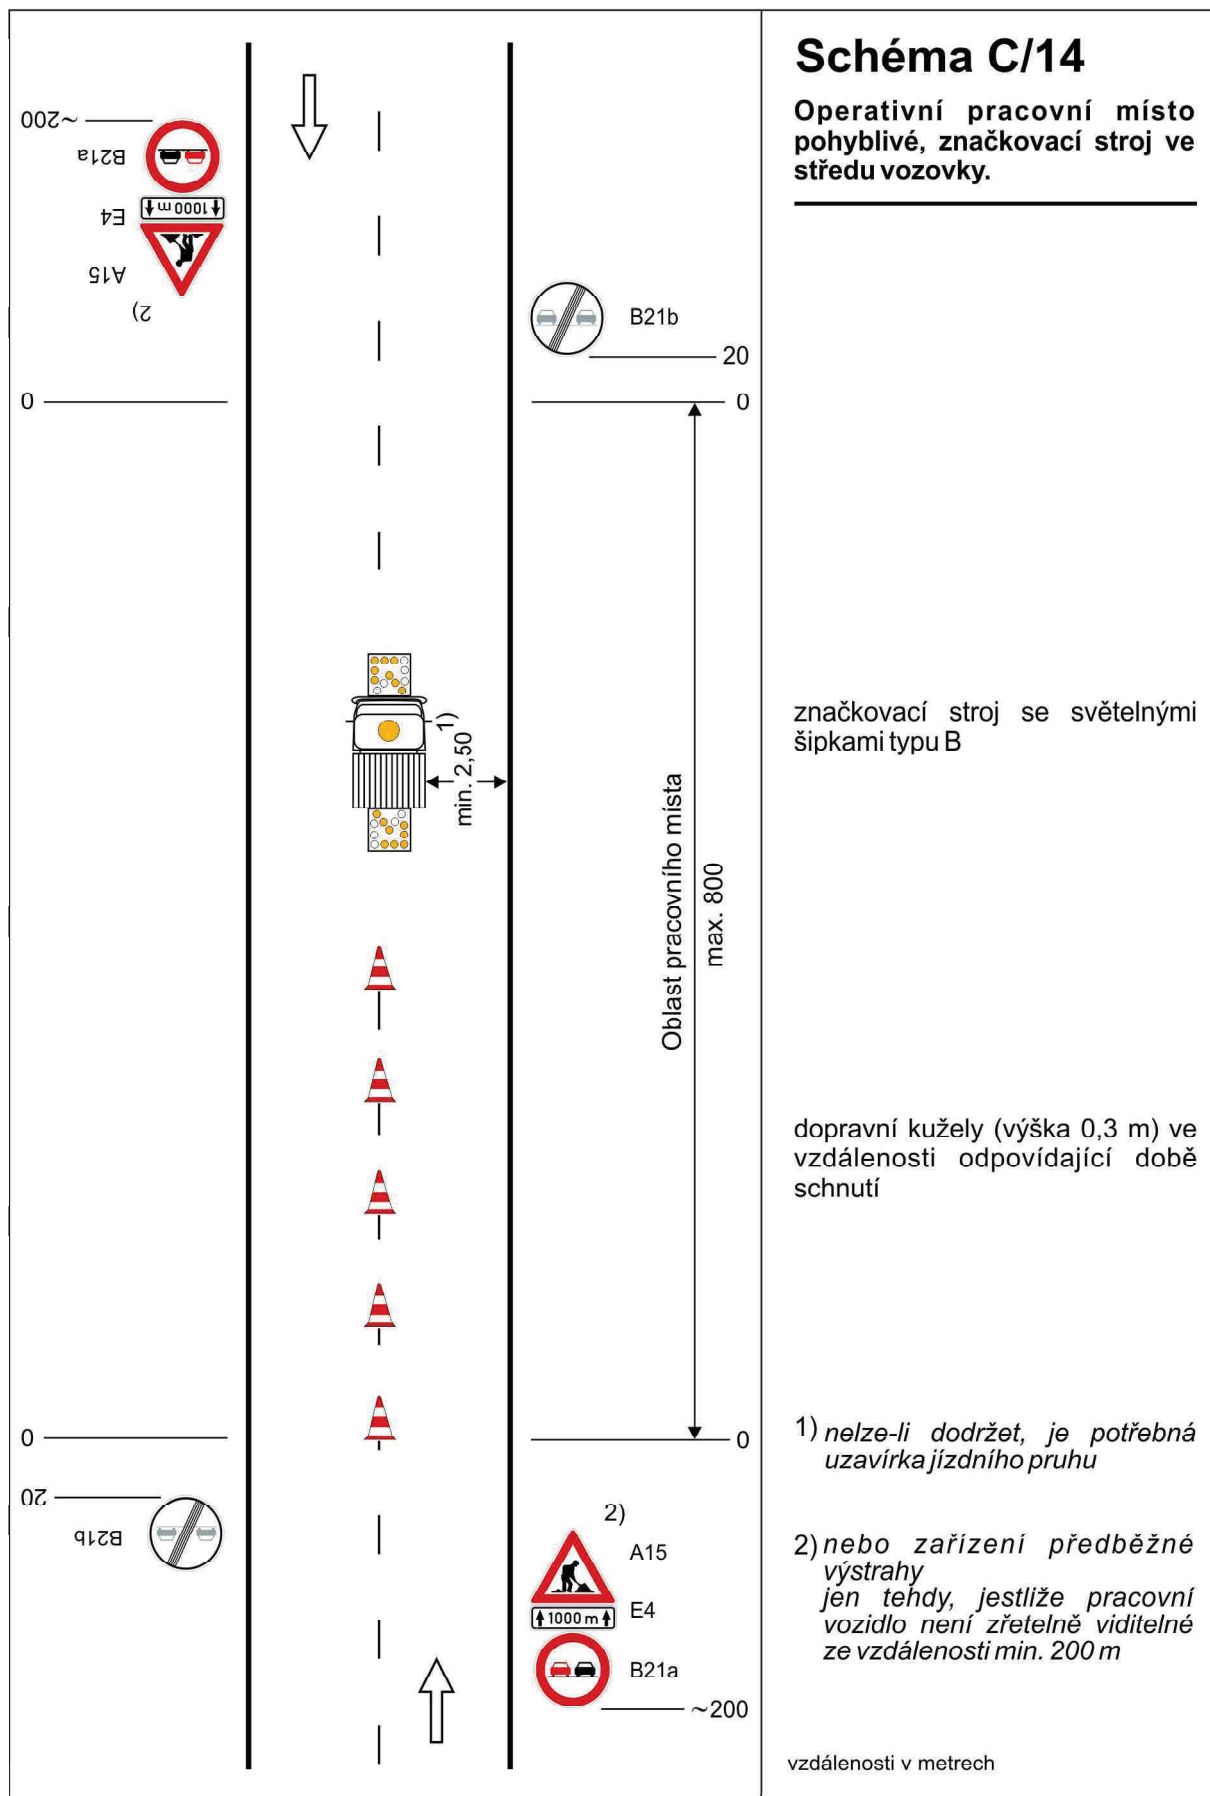 Schéma C/14
Operativní pracovní místo
pohyblivé, značkovací stroj ve
středu vozovky.
~200
B21a
1000 m
E4
A15
2)
B21b
20
0
0
značkovací stroj se světelnými
šipkami typu B
1)
min. 2,50
Oblast pracovního místa
max. 800
dopravní kužely (výška 0,3 m) ve
vzdálenosti odpovídající době
schnutí
0
0
1) nelze-li dodržet, je potřebná
uzavírka jízdního pruhu
20
B21b
2)
A15
1000 m
E4
B21a
~200
2) nebo zařízení předběžné
výstrahy
jen tehdy, jestliže pracovní
vozidlo není zřetelně viditelné
ze vzdálenosti min. 200 m
vzdálenosti v metrech